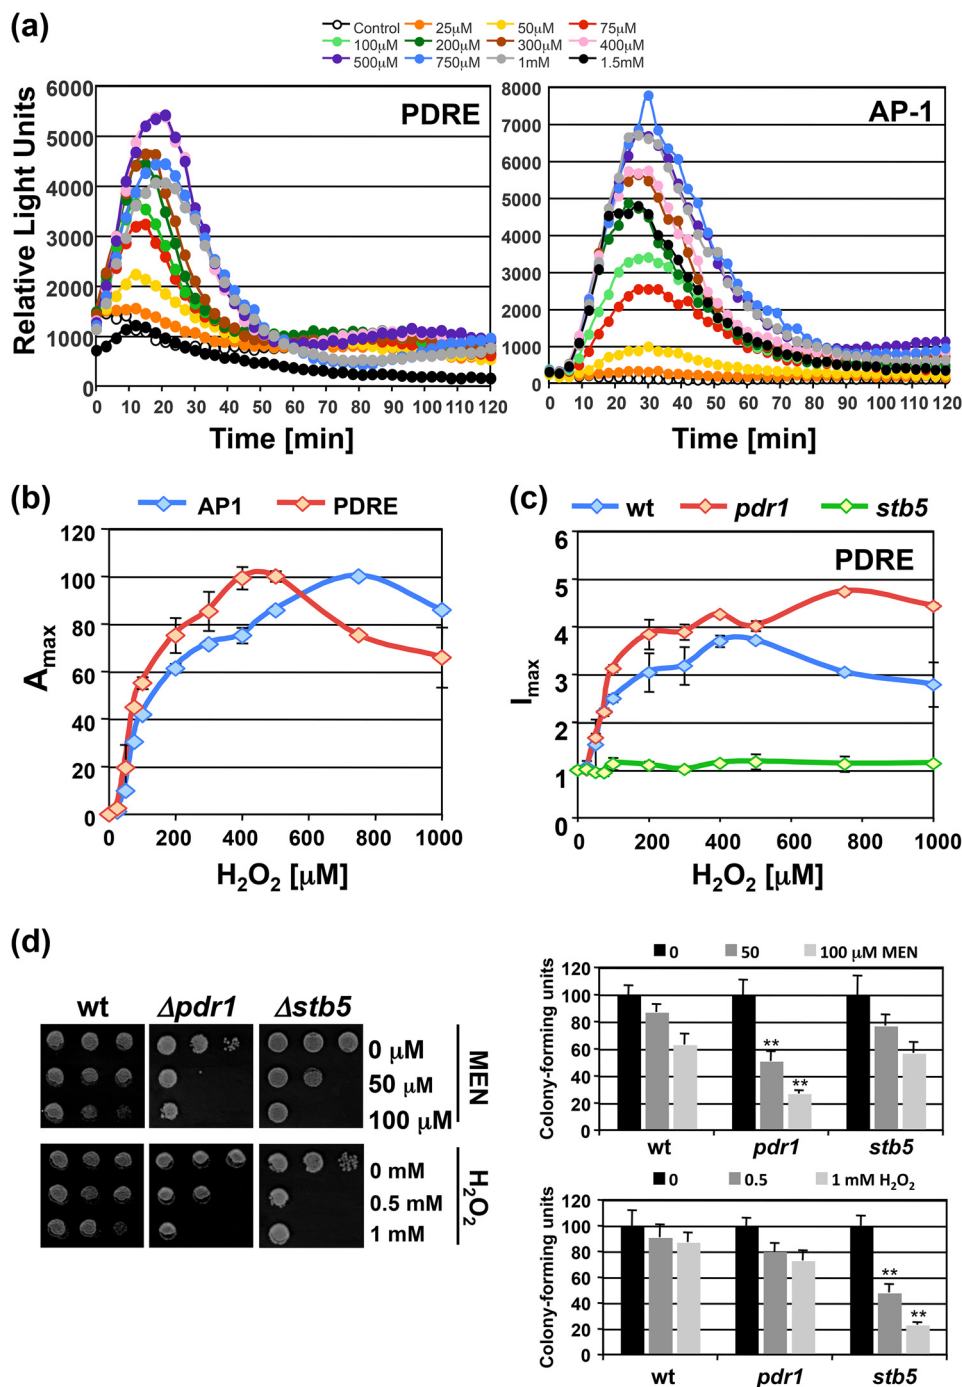 (a)
Control 25µM 50µM 75µM
100µM 200µM 300µM 400µM
500µM 750µM 1mM 1.5mM
Relative Light Units
6000
5000
4000
3000
2000
1000
0
PDRE
0 10 20 30 40 50 60 70 80 90 100 110 120
Time [min]
8000
7000
6000
5000
4000
3000
2000
1000
0
AP-1
0 10 20 30 40 50 60 70 80 90 100 110 120
Time [min]
(b)
AP1 PDRE
Amax
120
100
80
60
40
20
0
0 200 400 600 800 1000
H₂O₂ [µM]
(c)
wt pdr1 stb5
PDRE
Imax
6
5
4
3
2
1
0
0 200 400 600 800 1000
H₂O₂ [µM]
(d)
wt Δpdr1 Δstb5
0 µM
50 µM
100 µM
MEN
0 mM
0.5 mM
1 mM
H₂O₂
0 50 100 µM MEN
Colony-forming units
120
100
80
60
40
20
0
** **
wt pdr1 stb5
0 0.5 1 mM H₂O₂
Colony-forming units
120
100
80
60
40
20
0
** **
wt pdr1 stb5